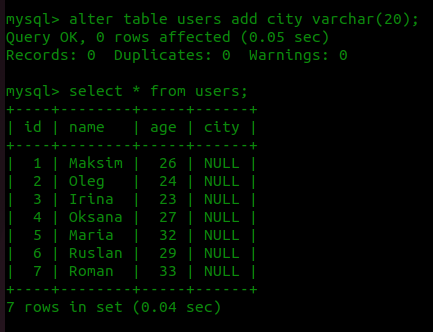 mysql> alter table users add city varchar(20);
Query OK, 0 rows affected (0.05 sec)
Records: 0  Duplicates: 0  Warnings: 0

mysql> select * from users;
+----+--------+-----+------+
| id | name   | age | city |
+----+--------+-----+------+
|  1 | Maksim |  26 | NULL |
|  2 | Oleg   |  24 | NULL |
|  3 | Irina  |  23 | NULL |
|  4 | Oksana |  27 | NULL |
|  5 | Maria  |  32 | NULL |
|  6 | Ruslan |  29 | NULL |
|  7 | Roman  |  33 | NULL |
+----+--------+-----+------+
7 rows in set (0.04 sec)